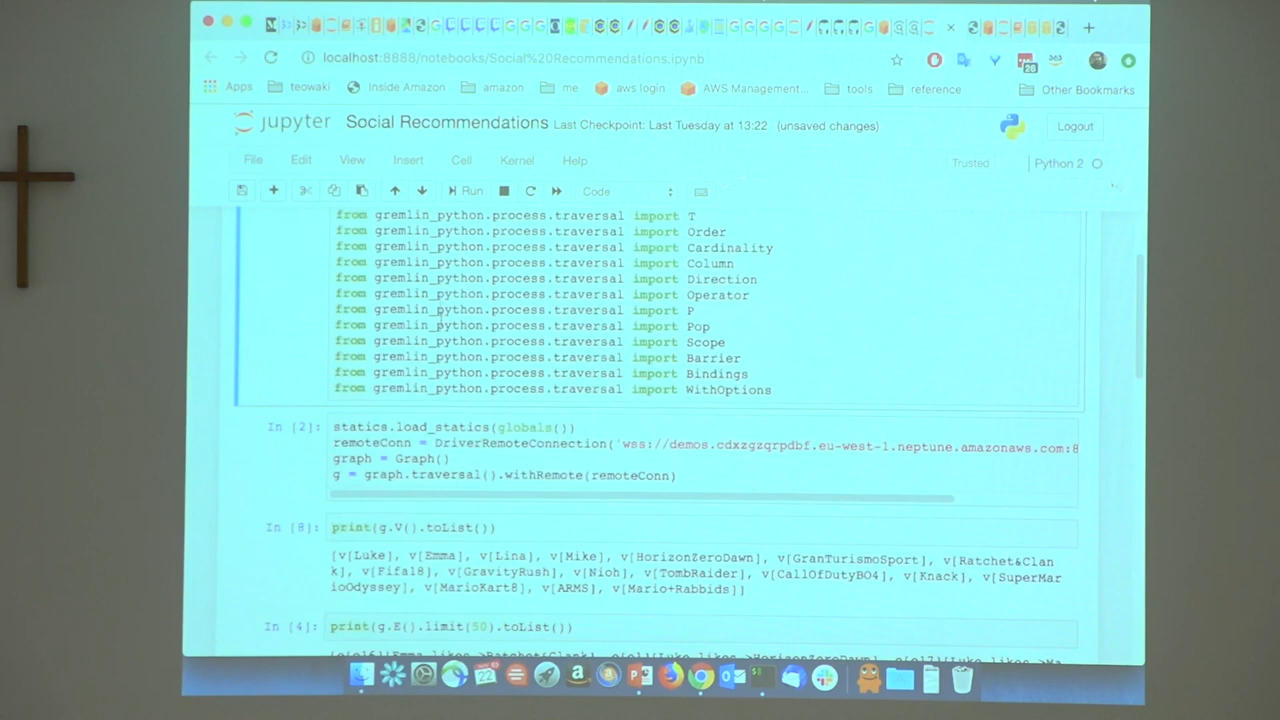 localhost:8888/notebooks/Social%20Recommendations.ipynb
28
Apps teowaki Inside Amazon amazon me aws login AWS Management... tools reference Other Bookmarks
jupyter Social Recommendations Last Checkpoint: Last Tuesday at 13:22 (unsaved changes) Logout
File Edit View Insert Cell Kernel Help Trusted Python 2
Run Code
from gremlin_python.process.traversal import T
from gremlin_python.process.traversal import Order
from gremlin_python.process.traversal import Cardinality
from gremlin_python.process.traversal import Column
from gremlin_python.process.traversal import Direction
from gremlin_python.process.traversal import Operator
from gremlin_python.process.traversal import P
from gremlin_python.process.traversal import Pop
from gremlin_python.process.traversal import Scope
from gremlin_python.process.traversal import Barrier
from gremlin_python.process.traversal import Bindings
from gremlin_python.process.traversal import WithOptions
In [2]: statics.load_statics(globals())
remoteConn = DriverRemoteConnection('wss://demos.cdxzgzqrpdbf.eu-west-1.neptune.amazonaws.com:8
graph = Graph()
g = graph.traversal().withRemote(remoteConn)
In [8]: print(g.V().toList())
[v[Luke], v[Emma], v[Lina], v[Mike], v[HorizonZeroDawn], v[GranTurismoSport], v[Ratchet&Clan
k], v[Fifa18], v[GravityRush], v[Nioh], v[TombRaider], v[CallOfDutyBO4], v[Knack], v[SuperMar
ioOdyssey], v[MarioKart8], v[ARMS], v[Mario+Rabbids]]
In [4]: print(g.E().limit(50).toList())
22